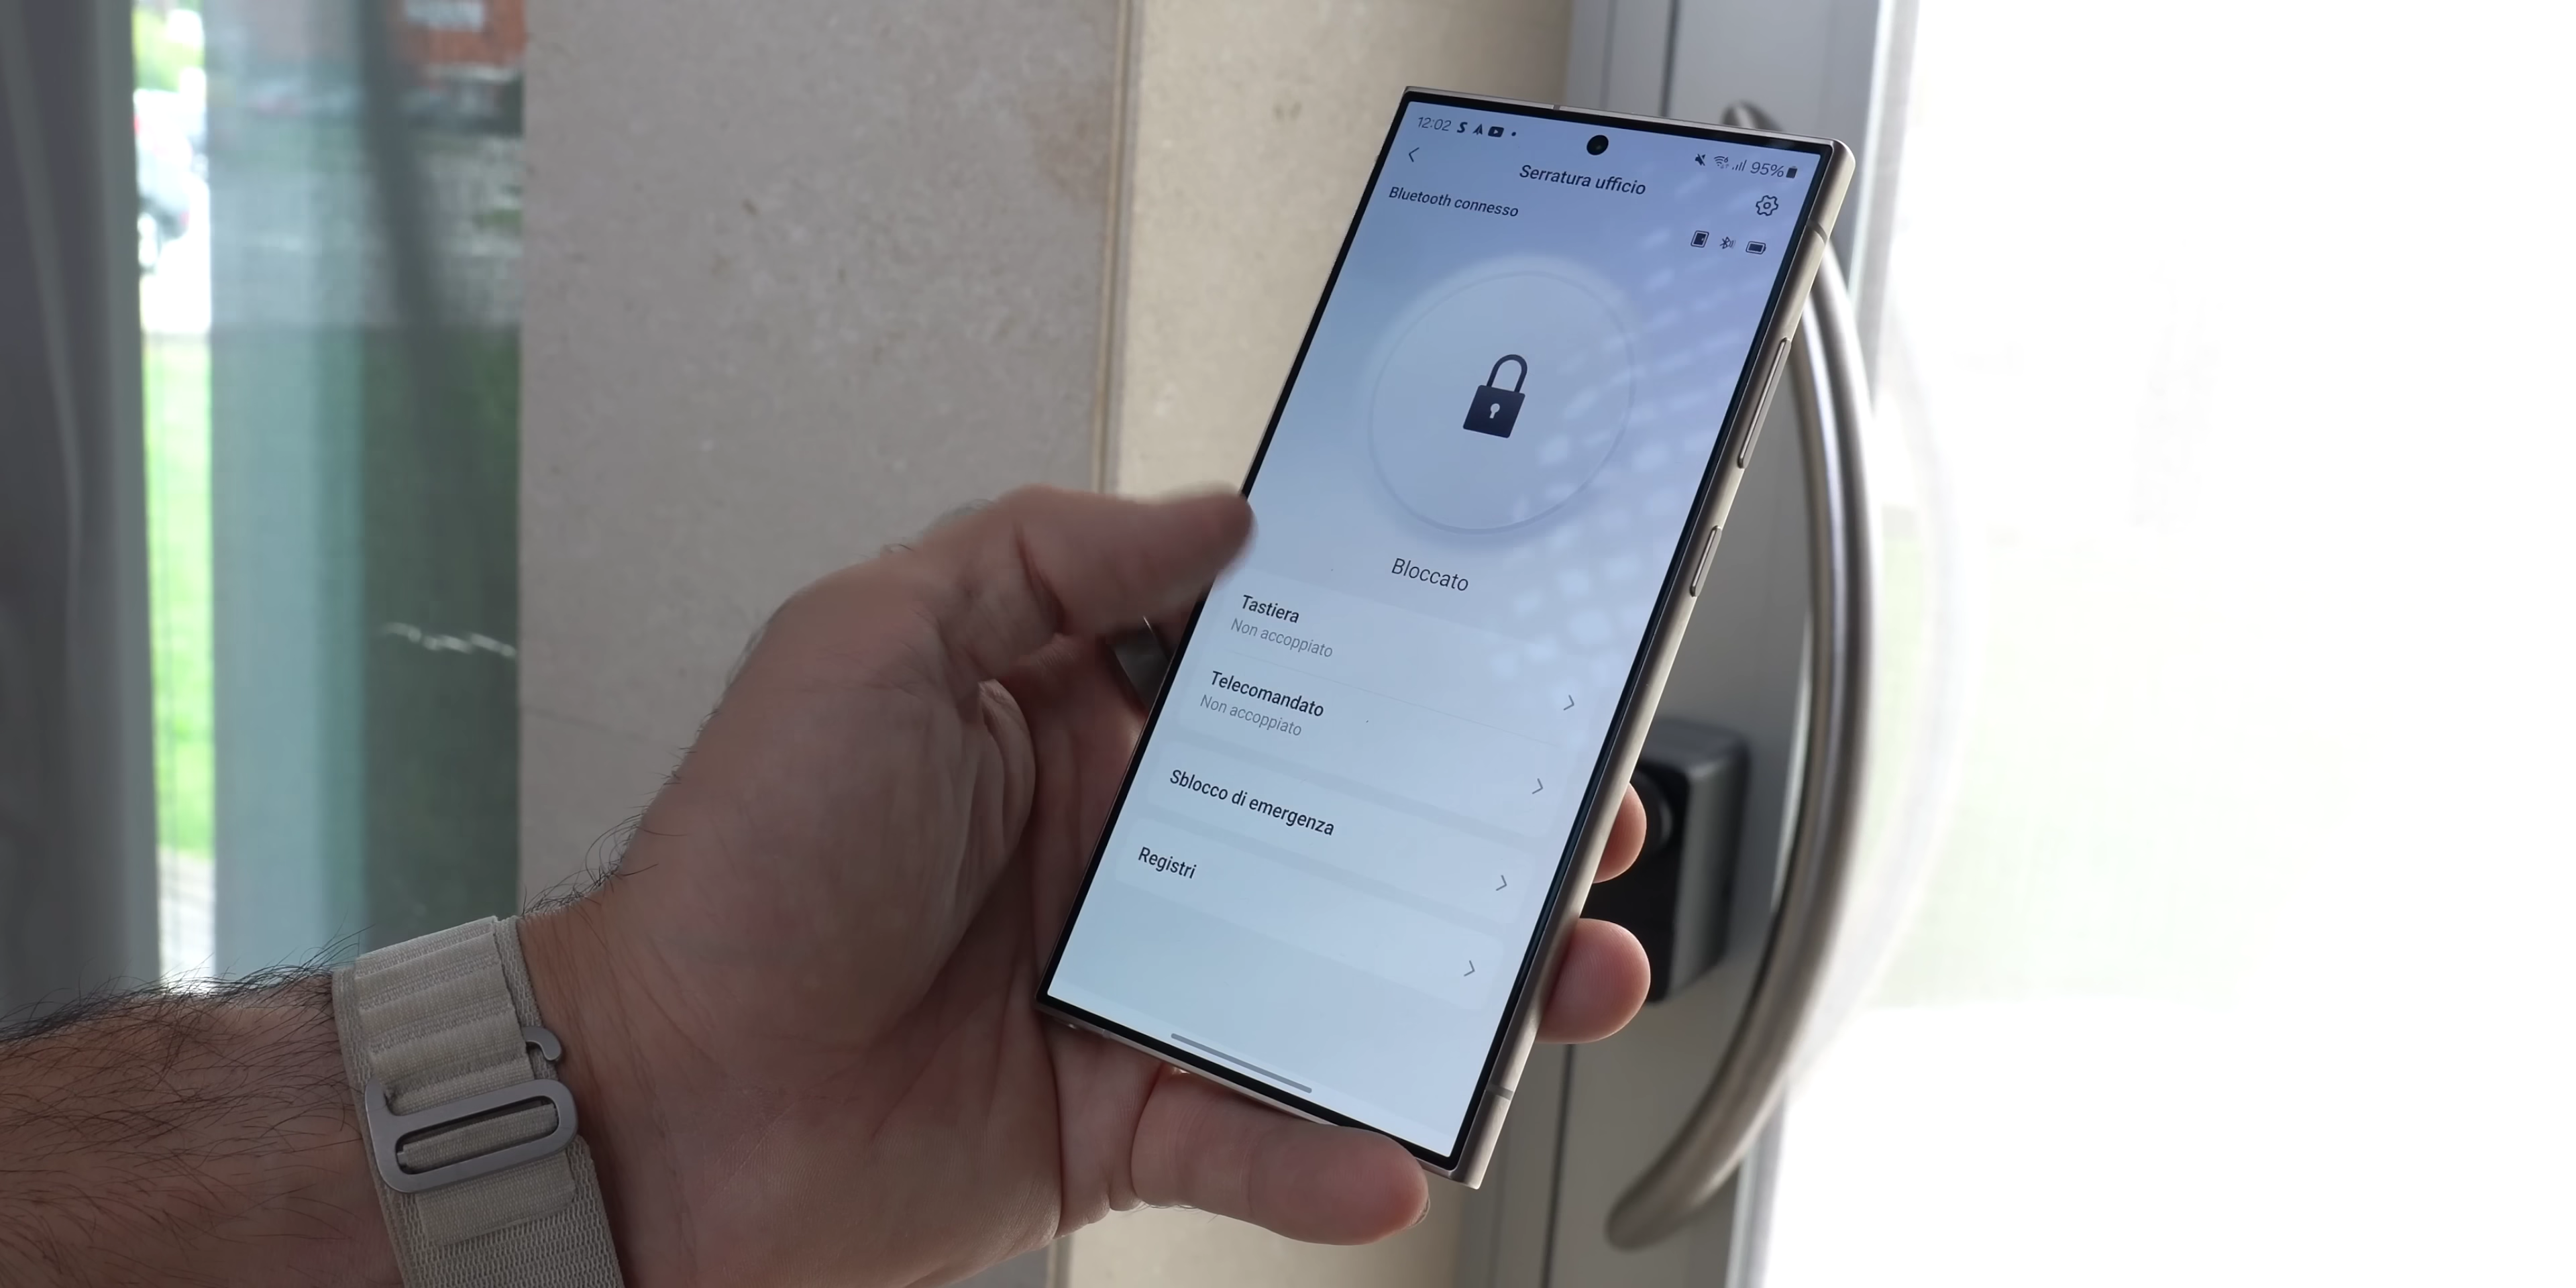 12:02
95%
Serratura ufficio
Bluetooth connesso
Bloccato
Tastiera
Non accoppiato
Telecomandato
Non accoppiato
Sblocco di emergenza
Registri